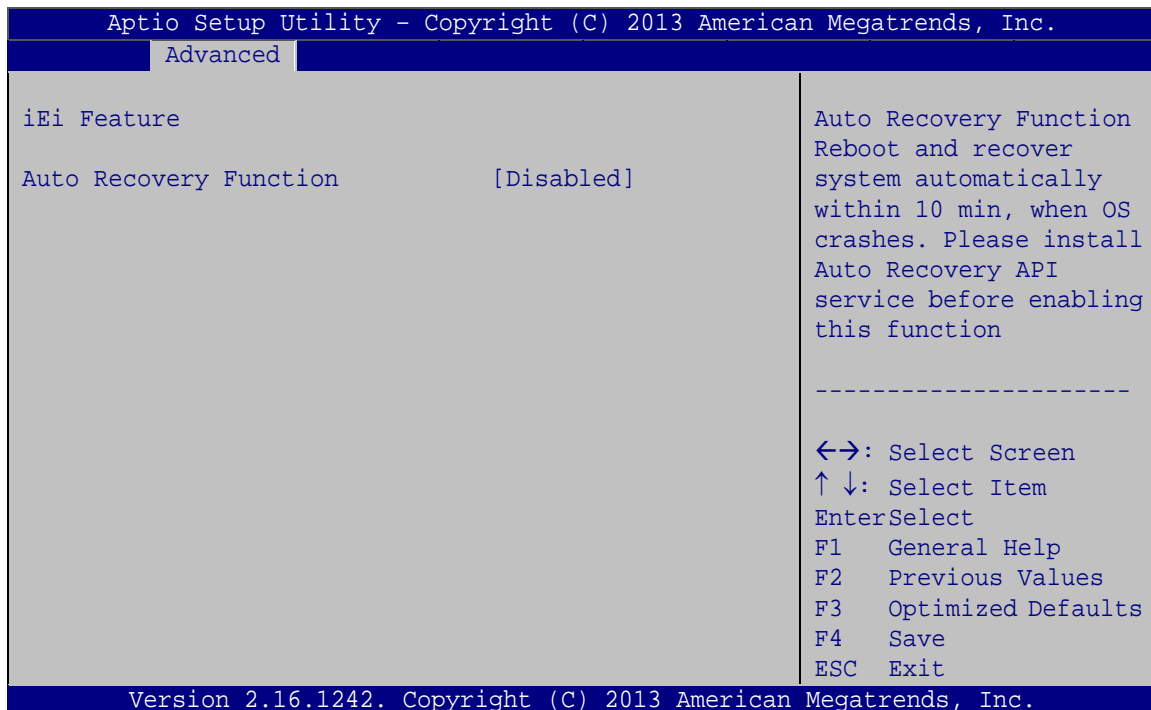 Aptio Setup Utility – Copyright (C) 2013 American Megatrends, Inc.
Advanced
iEi Feature
Auto Recovery Function [Disabled]
Auto Recovery Function
Reboot and recover
system automatically
within 10 min, when OS
crashes. Please install
Auto Recovery API
service before enabling
this function
----------------------
←→: Select Screen
↑ ↓: Select Item
EnterSelect
F1 General Help
F2 Previous Values
F3 Optimized Defaults
F4 Save
ESC Exit
Version 2.16.1242. Copyright (C) 2013 American Megatrends, Inc.